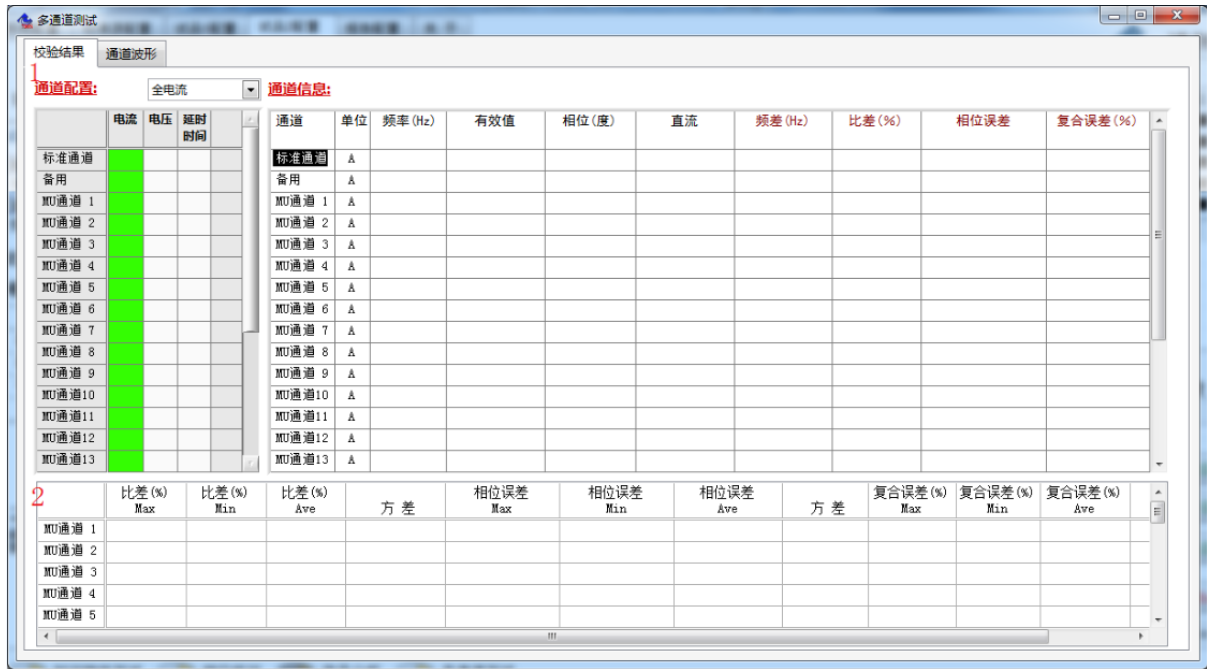 多通道测试
校验结果 通道波形
1
通道配置: 全电流 通道信息:
电流 电压 延时时间 通道 单位 频率(Hz) 有效值 相位(度) 直流 频差(Hz) 比差(%) 相位误差 复合误差(%)
标准通道 标准通道 A
备用 备用 A
MU通道 1 MU通道 1 A
MU通道 2 MU通道 2 A
MU通道 3 MU通道 3 A
MU通道 4 MU通道 4 A
MU通道 5 MU通道 5 A
MU通道 6 MU通道 6 A
MU通道 7 MU通道 7 A
MU通道 8 MU通道 8 A
MU通道 9 MU通道 9 A
MU通道10 MU通道10 A
MU通道11 MU通道11 A
MU通道12 MU通道12 A
MU通道13 MU通道13 A
2
比差(%) 比差(%) 比差(%) 方 差 相位误差 相位误差 相位误差 方 差 复合误差(%) 复合误差(%) 复合误差(%)
Max Min Ave Max Min Ave Max Min Ave
MU通道 1
MU通道 2
MU通道 3
MU通道 4
MU通道 5